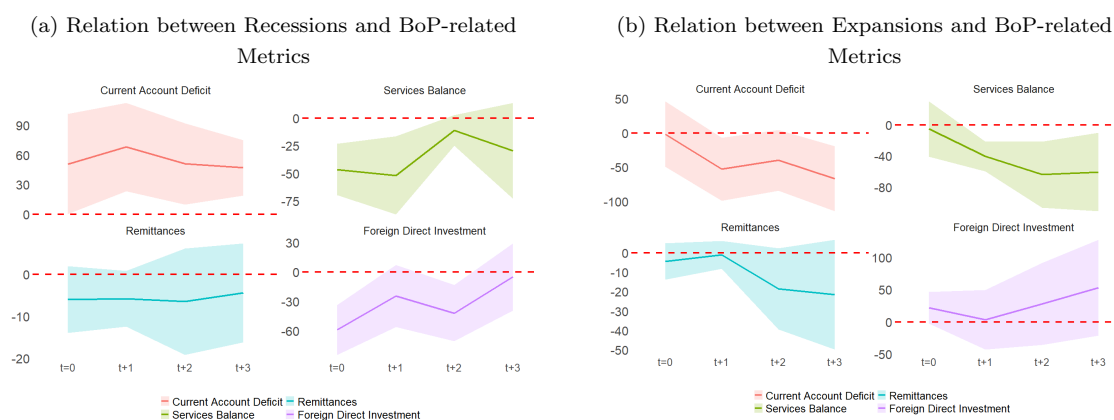 (a) Relation between Recessions and BoP-related
Metrics
Current Account Deficit
Services Balance
90
60
30
0
0
-25
-50
-75
Remittances
Foreign Direct Investment
0
-10
-20
30
0
-30
-60
t=0 t+1 t+2 t+3
t=0 t+1 t+2 t+3
Current Account Deficit Remittances
Services Balance Foreign Direct Investment
(b) Relation between Expansions and BoP-related
Metrics
Current Account Deficit
Services Balance
50
0
-50
-100
0
-40
-80
Remittances
Foreign Direct Investment
0
-10
-20
-30
-40
-50
100
50
0
50
t=0 t+1 t+2 t+3
t=0 t+1 t+2 t+3
Current Account Deficit Remittances
Services Balance Foreign Direct Investment